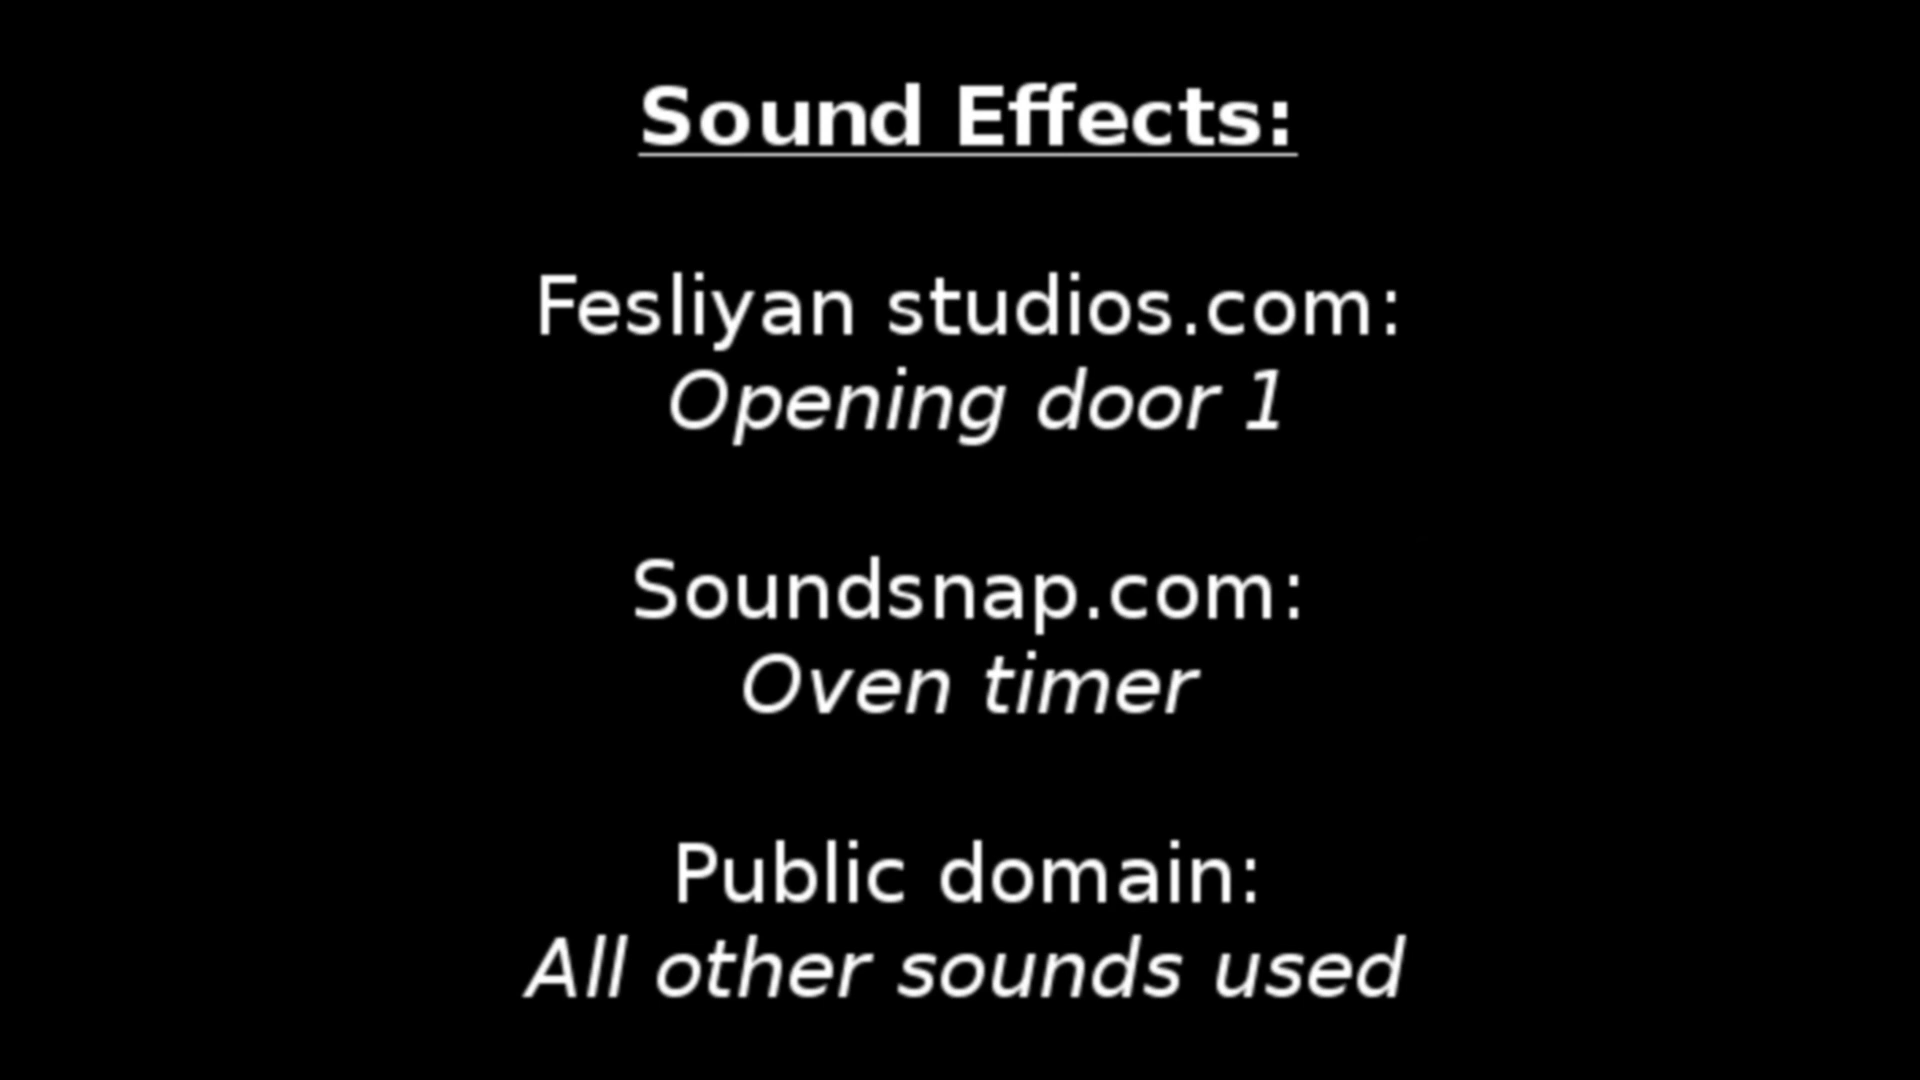 Sound Effects:
Fesliyan studios.com:
Opening door 1
Soundsnap.com:
Oven timer
Public domain:
All other sounds used